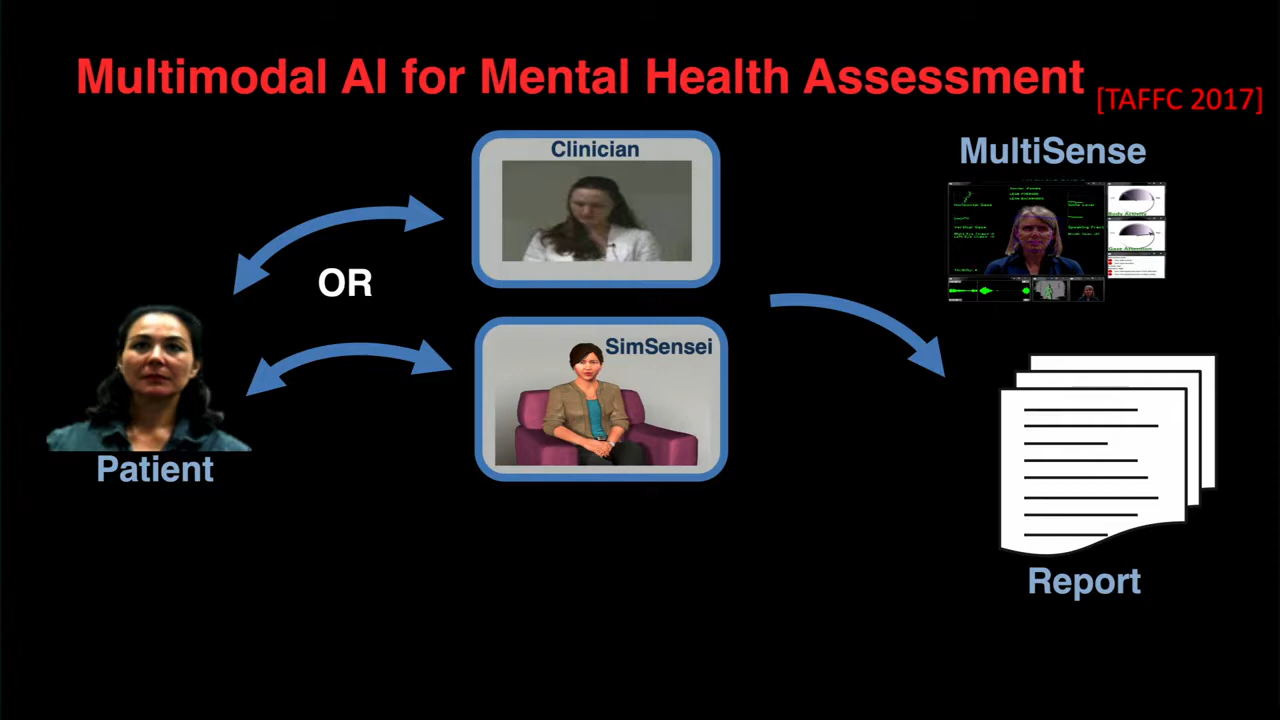 Multimodal AI for Mental Health Assessment
[TAFFC 2017]
Clinician
MultiSense
OR
SimSensei
Patient
Report